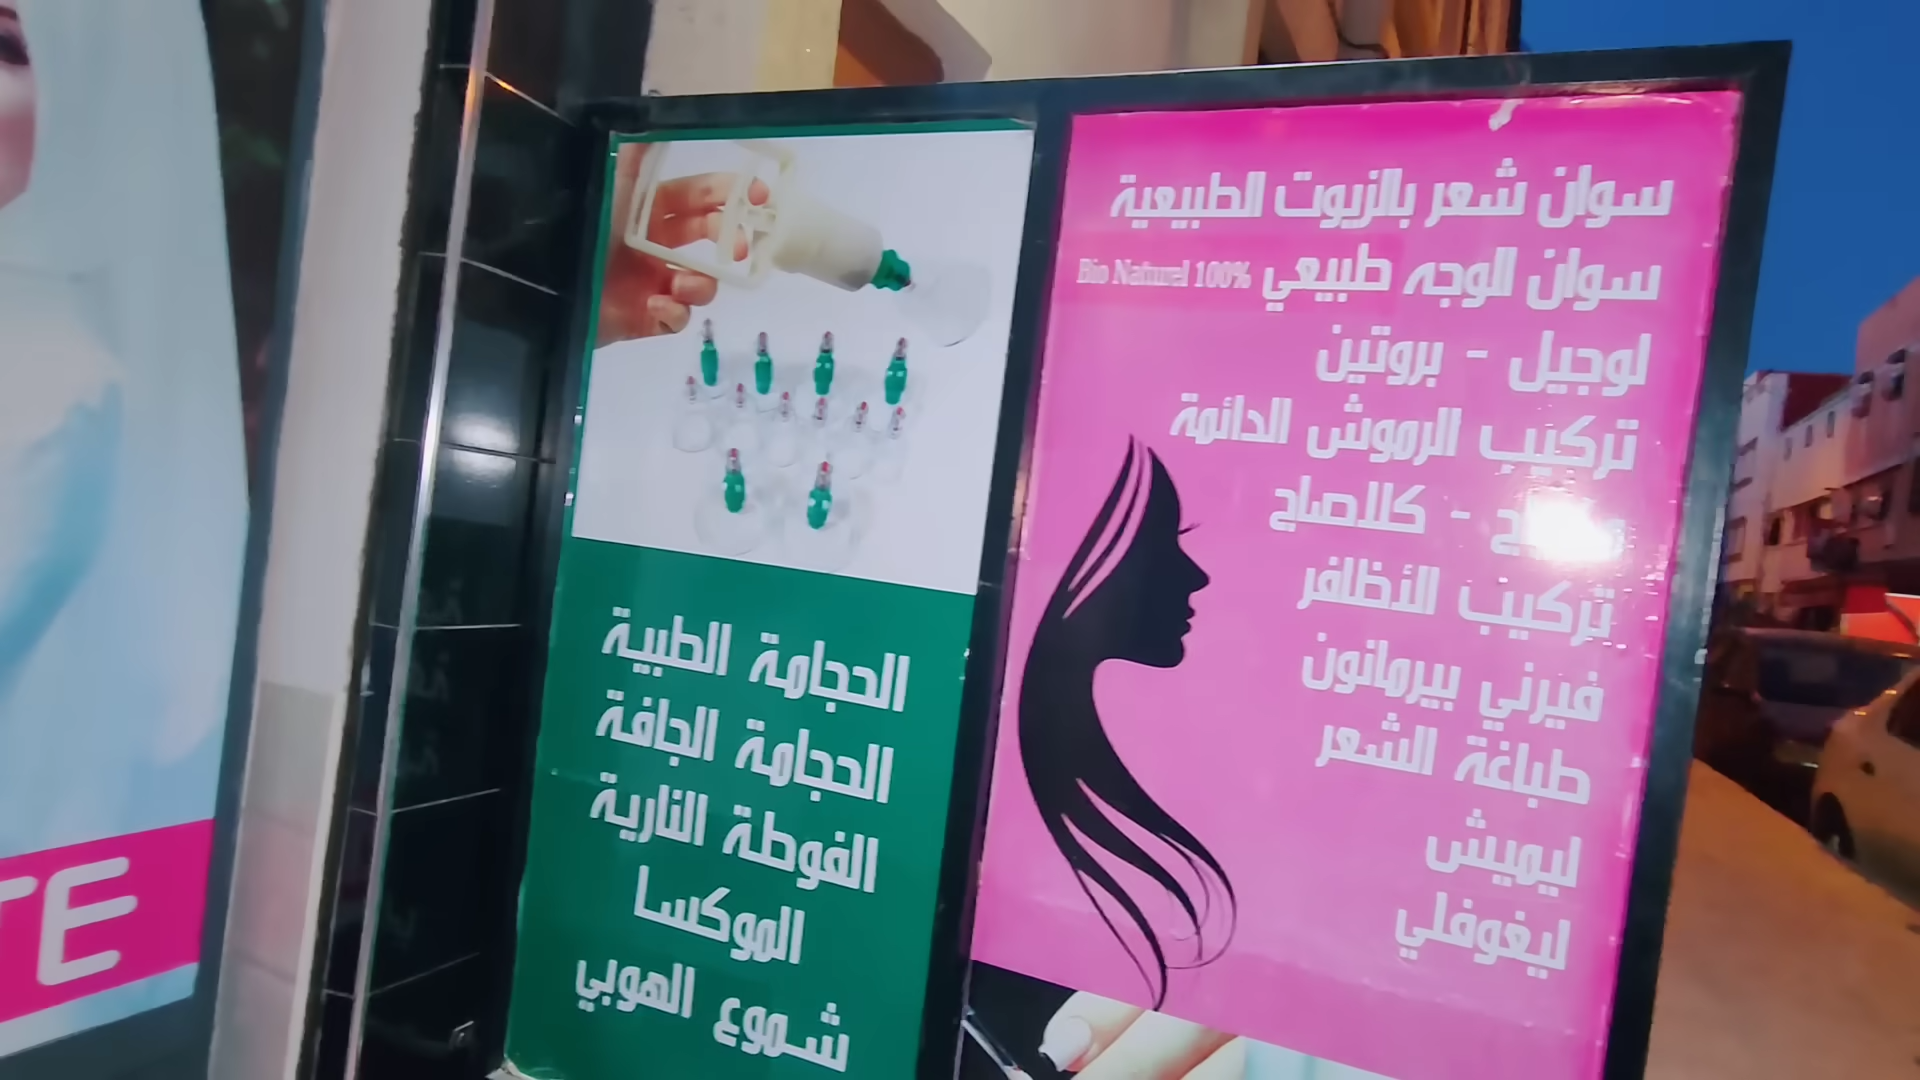 سوان شعر بالزيوت الطبيعية
سوان الوجه طبيعي Bio Naturel 100%
لوجيل - بروتين
تركيب الرموش الدائمة
- كلاصاج
تركيب الأظافر
فيرني بيرمانون
طباغة الشعر
ليميش
ليغوفلي
الحجامة الطبية
الحجامة الجافة
الفوطة النارية
الموكسا
شموع الهوبي
TE